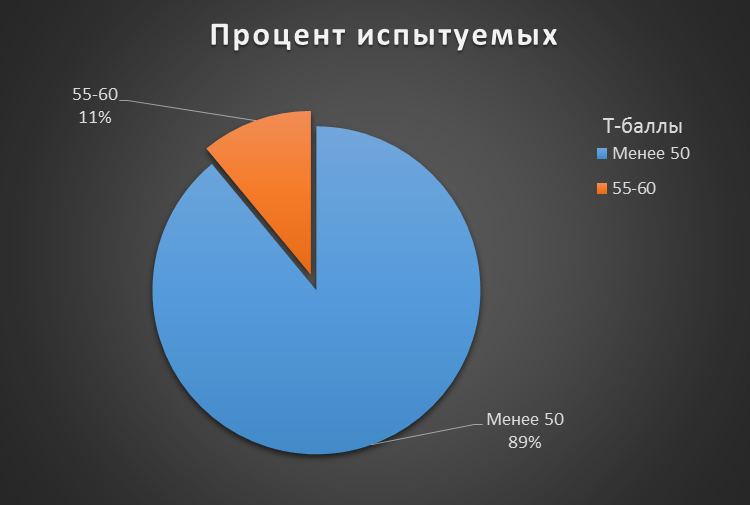 Процент испытуемых
55-60
11%
Т-баллы
Менее 50
55-60
Менее 50
89%